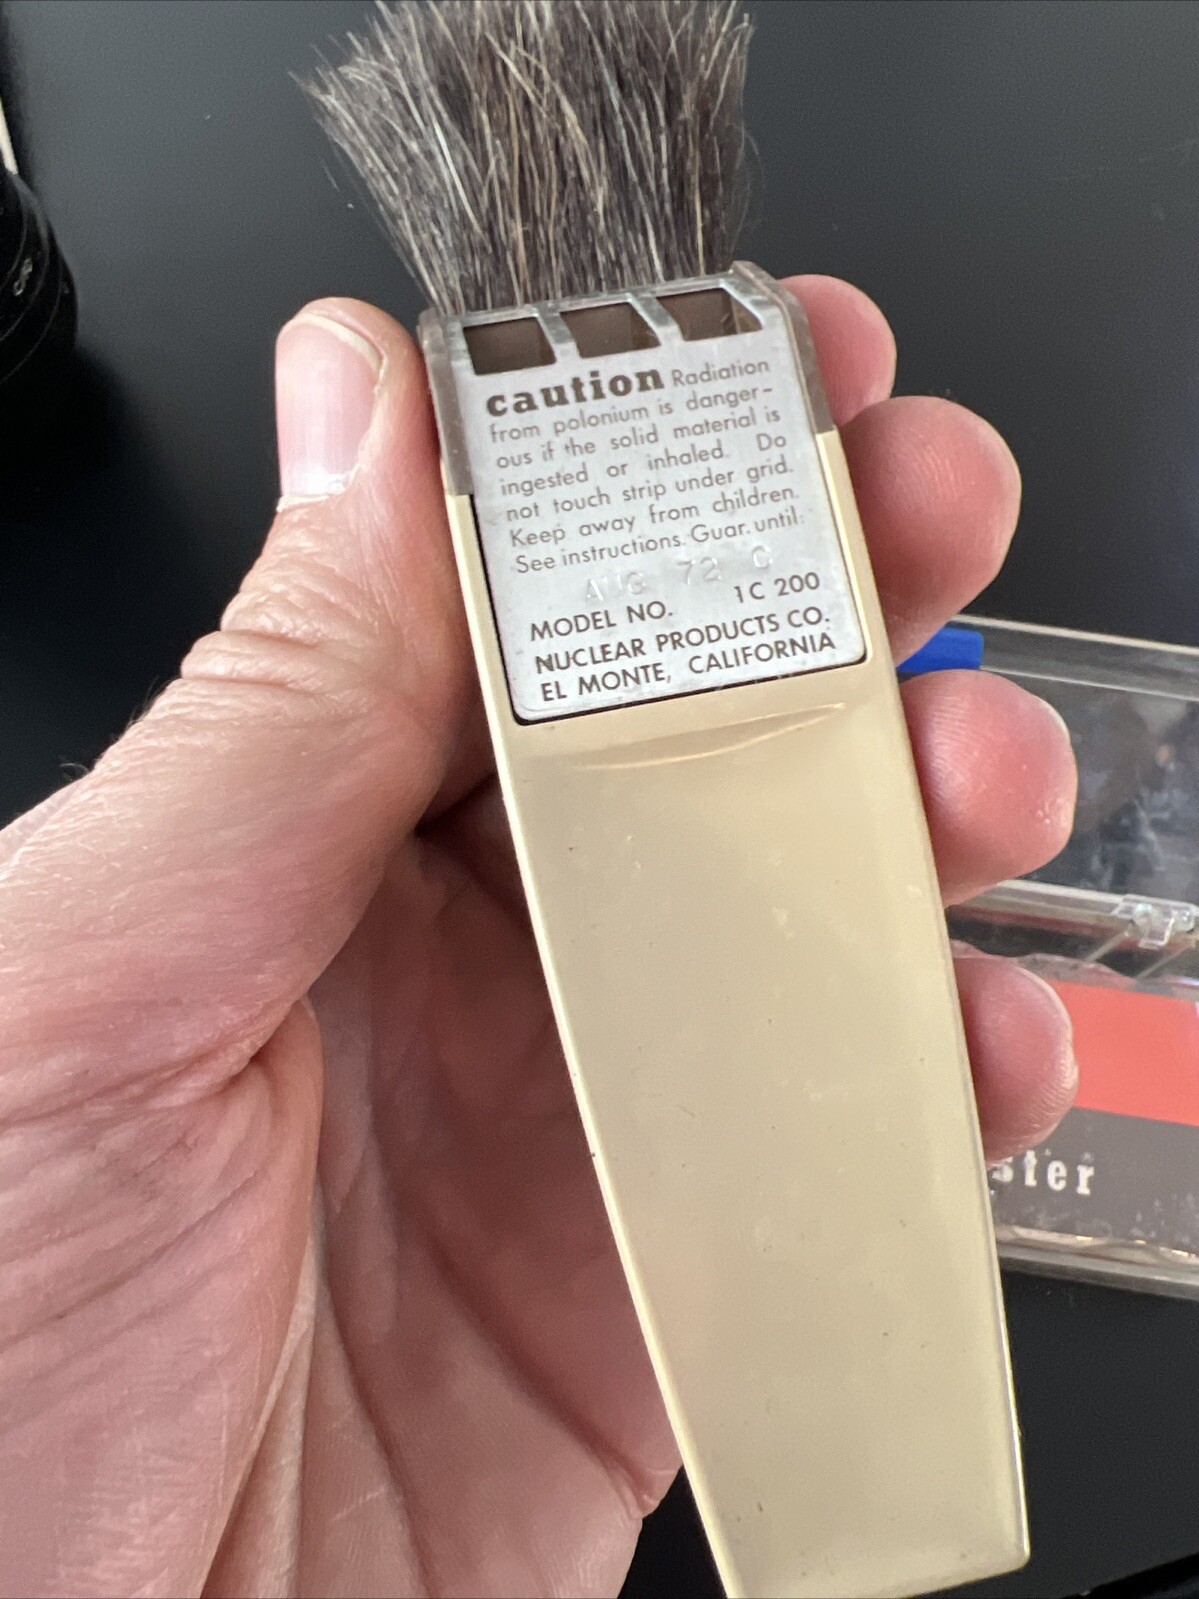 caution Radiation
from polonium is danger-
ous if the solid material is
ingested or inhaled. Do
not touch strip under grid.
Keep away from children.
See instructions. Guar. until:
AUG 72 C
MODEL NO. 1C 200
NUCLEAR PRODUCTS CO.
EL MONTE, CALIFORNIA
ster